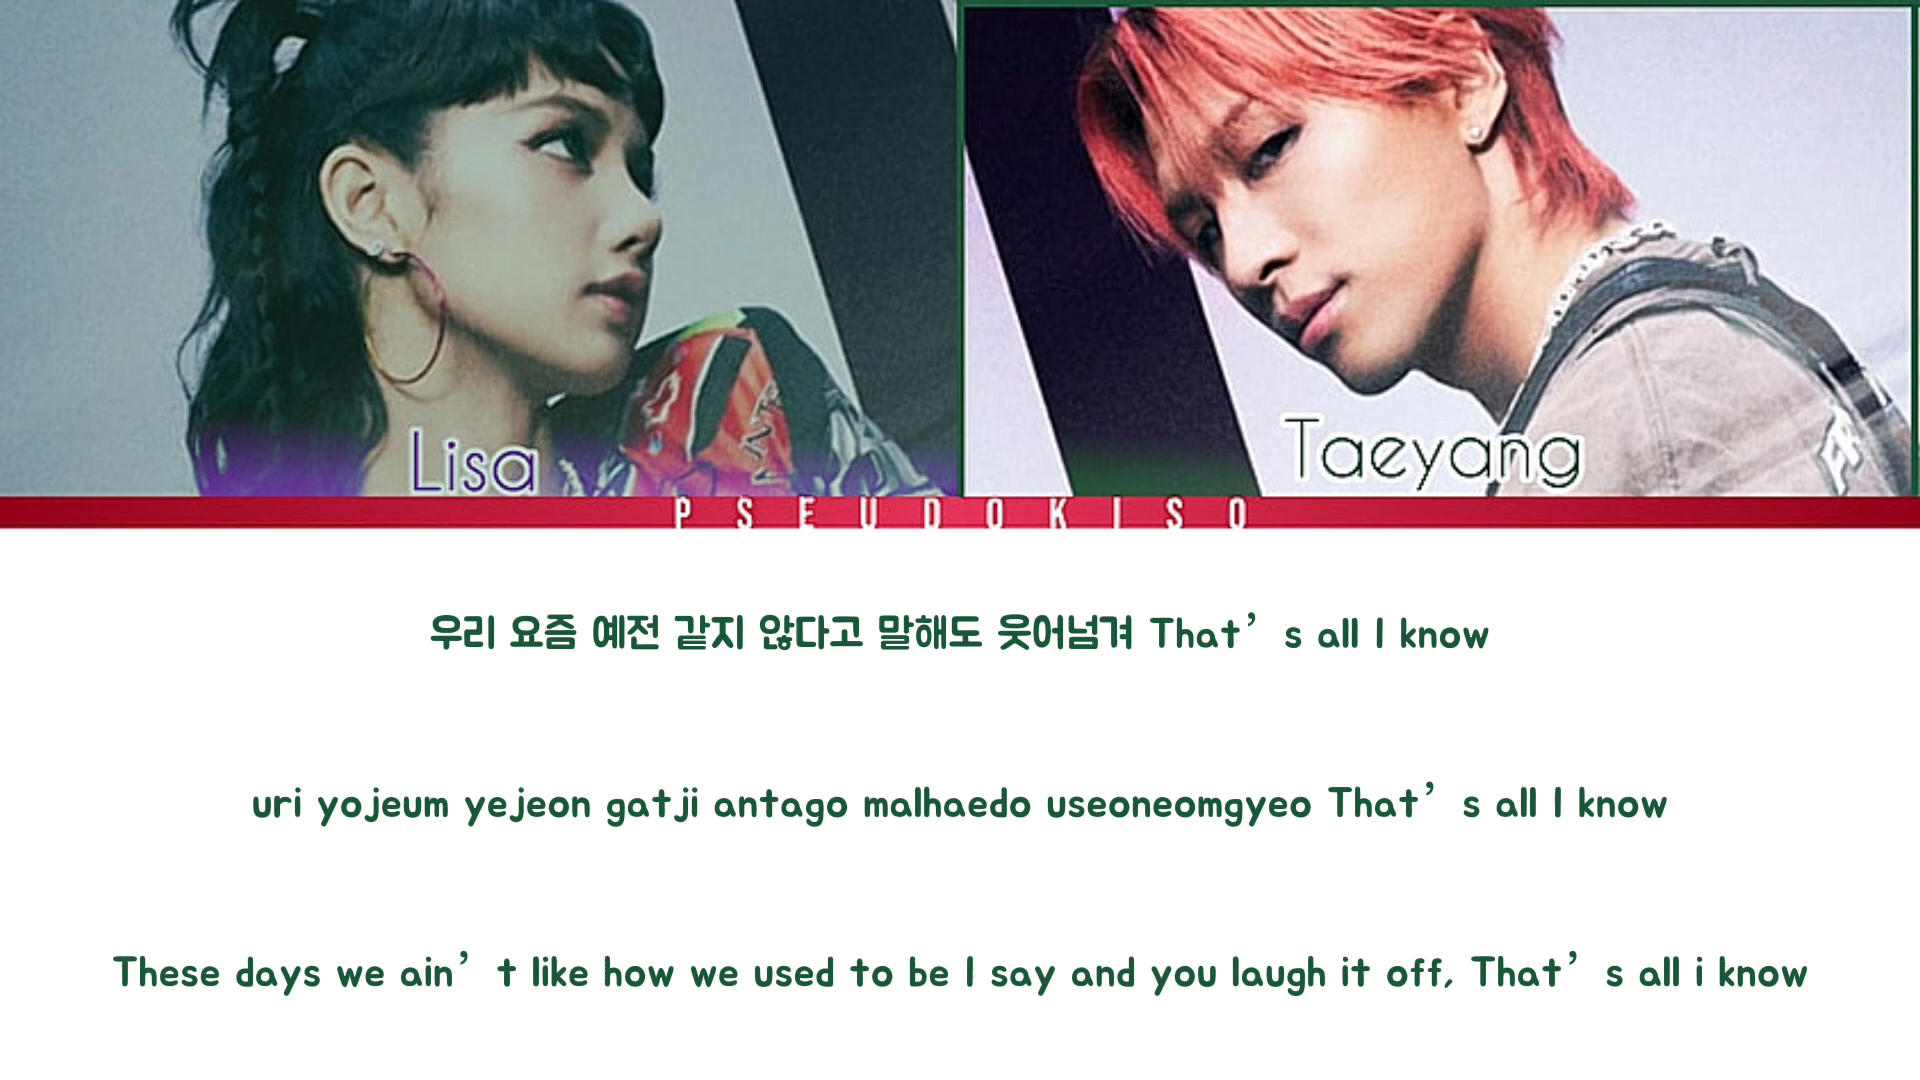 Lisa
Taeyang
PSEUDOKISO
우리 요즘 예전 같지 않다고 말해도 웃어넘겨 That’s all I know
uri yojeum yejeon gatji antago malhaedo useoneomgyeo That’s all I know
These days we ain’t like how we used to be I say and you laugh it off, That’s all i know